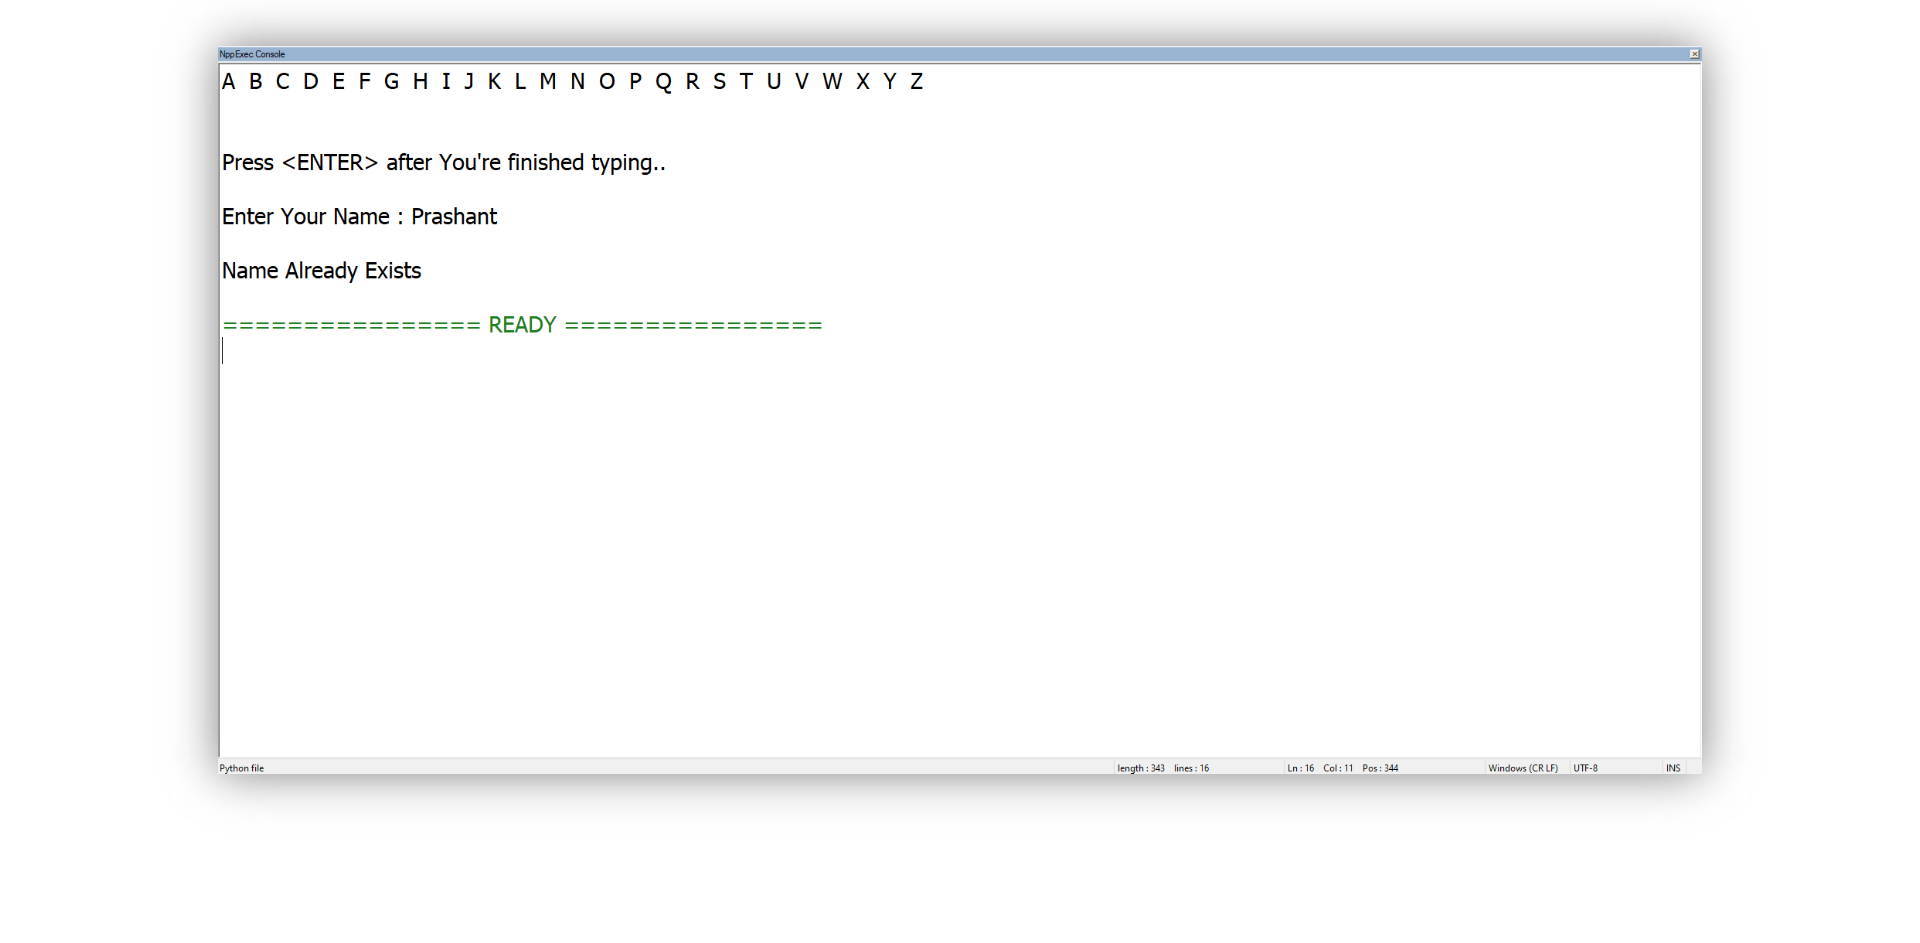 NppExec Console
A B C D E F G H I J K L M N O P Q R S T U V W X Y Z
Press <ENTER> after You're finished typing..
Enter Your Name : Prashant
Name Already Exists
================ READY ================
Python file length : 343 lines : 16 Ln : 16 Col : 11 Pos : 344 Windows (CR LF) UTF-8 INS